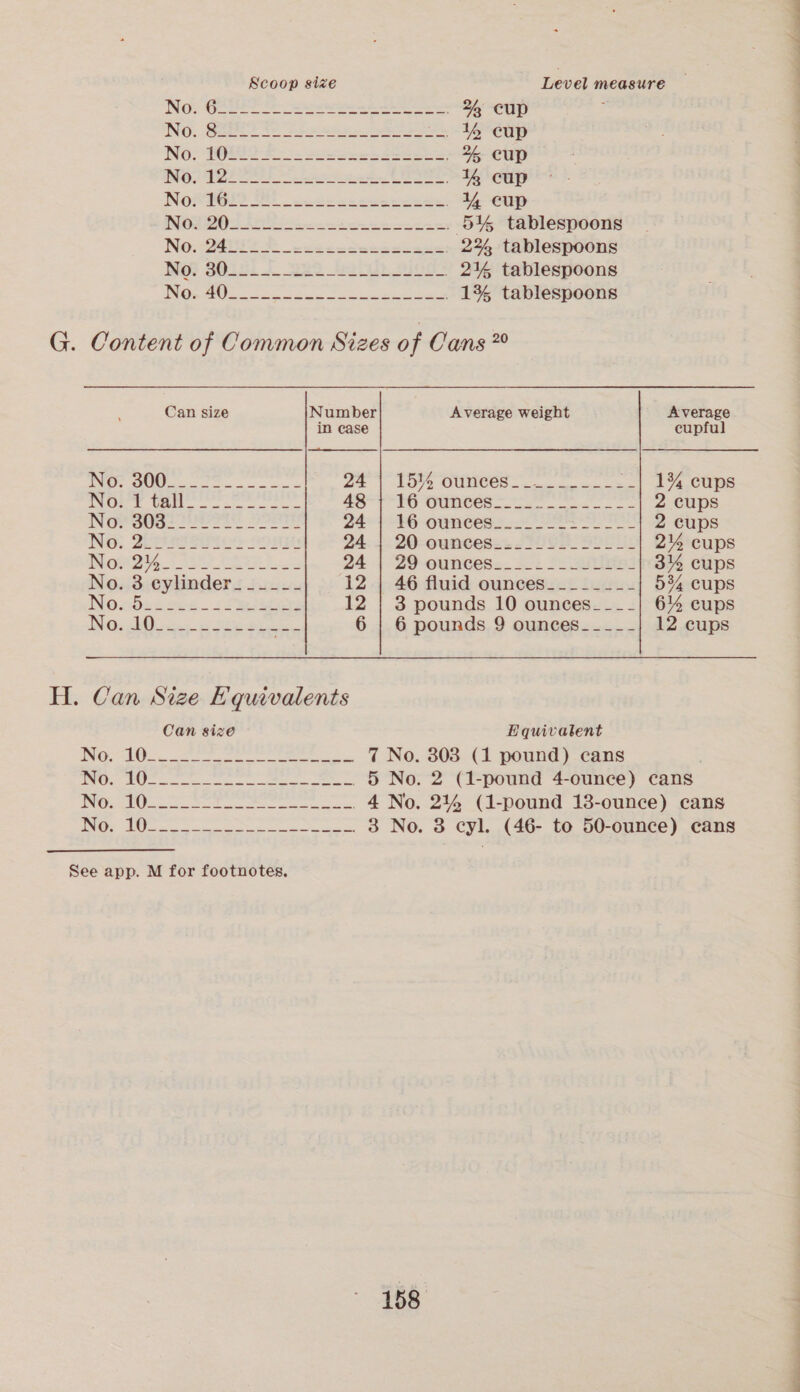 Scoop size Level measure
No. 6 ⅔ cup
No. 8 ½ cup
No. 10 ⅖ cup
No. 12 ⅓ cup
No. 16 ¼ cup
No. 20 5⅕ tablespoons
No. 24 2⅔ tablespoons
No. 30 2⅕ tablespoons
No. 40 1⅗ tablespoons
G. Content of Common Sizes of Cans 20
Can size Number in case Average weight Average cupful
No. 300 24 15½ ounces 1¾ cups
No. 1 tall 48 16 ounces 2 cups
No. 303 24 16 ounces 2 cups
No. 2 24 20 ounces 2½ cups
No. 2½ 24 29 ounces 3½ cups
No. 3 cylinder 12 46 fluid ounces 5¾ cups
No. 5 12 3 pounds 10 ounces 6½ cups
No. 10 6 6 pounds 9 ounces 12 cups
H. Can Size Equivalents
Can size Equivalent
No. 10 7 No. 303 (1 pound) cans
No. 10 5 No. 2 (1-pound 4-ounce) cans
No. 10 4 No. 2½ (1-pound 13-ounce) cans
No. 10 3 No. 3 cyl. (46- to 50-ounce) cans
See app. M for footnotes.
158